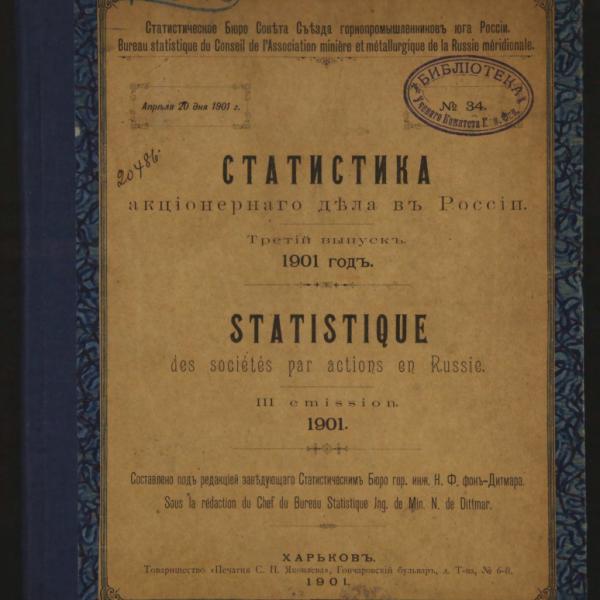 Статистическое Бюро Совѣта Съѣзда горнопромышленниковъ юга Россіи.
Bureau statistique du Conseil de l'Association minière et métallurgique de la Russie méridionale.
БИБЛІОТЕКА
Ученаго Комитета
Апрѣля 20 дня 1901 г.
№ 34.
20486.
СТАТИСТИКА
акціонернаго дѣла въ Россіи.
Третій выпускъ.
1901 годъ.
STATISTIQUE
des sociétés par actions en Russie.
III emission.
1901.
Составлено подъ редакціей завѣдующаго Статистическимъ Бюро гор. инж. Н. Ф. фонъ-Дитмара.
Sous la rédaction du Chef du Bureau Statistique Jng. de Min. N. de Dittmar.
ХАРЬКОВЪ.
Товарищество «Печатня С. П. Яковлева», Гончаровскій бульваръ, д. Т-ва, № 6-й.
1901.